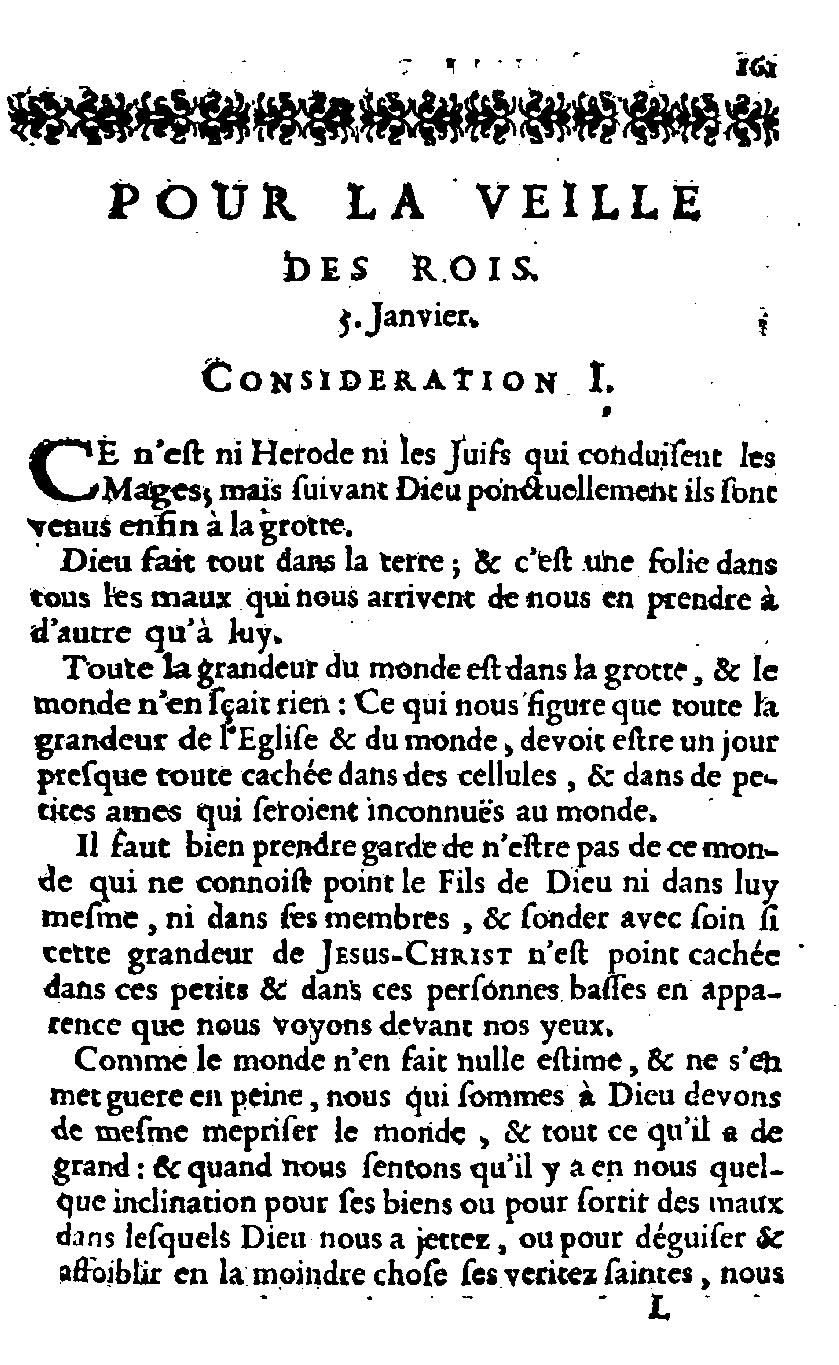 161
POUR LA VEILLE
DES ROIS.
5. Janvier.
CONSIDERATION I.
CE n'eſt ni Herode ni les Juifs qui conduiſent les
Mages; mais ſuivant Dieu ponctuellement ils ſont
venus enfin à la grotte.
Dieu fait tout dans la terre ; & c'eſt une folie dans
tous les maux qui nous arrivent de nous en prendre à
d'autre qu'à luy.
Toute la grandeur du monde eſt dans la grotte, & le
monde n'en ſçait rien : Ce qui nous figure que toute la
grandeur de l'Egliſe & du monde, devoit eſtre un jour
preſque toute cachée dans des cellules, & dans de pe-
tites ames qui ſeroient inconnuës au monde.
Il faut bien prendre garde de n'eſtre pas de ce mon-
de qui ne connoiſt point le Fils de Dieu ni dans luy
meſme, ni dans ſes membres, & ſonder avec ſoin ſi
cette grandeur de JESUS-CHRIST n'eſt point cachée
dans ces petits & dans ces perſonnes baſſes en appa-
rence que nous voyons devant nos yeux.
Comme le monde n'en fait nulle eſtime, & ne s'en
met guere en peine, nous qui ſommes à Dieu devons
de meſme mepriſer le monde, & tout ce qu'il a de
grand : & quand nous ſentons qu'il y a en nous quel-
que inclination pour ſes biens ou pour ſortir des maux
dans leſquels Dieu nous a jettez, ou pour déguiſer &
affoiblir en la moindre choſe ſes veritez ſaintes, nous
L